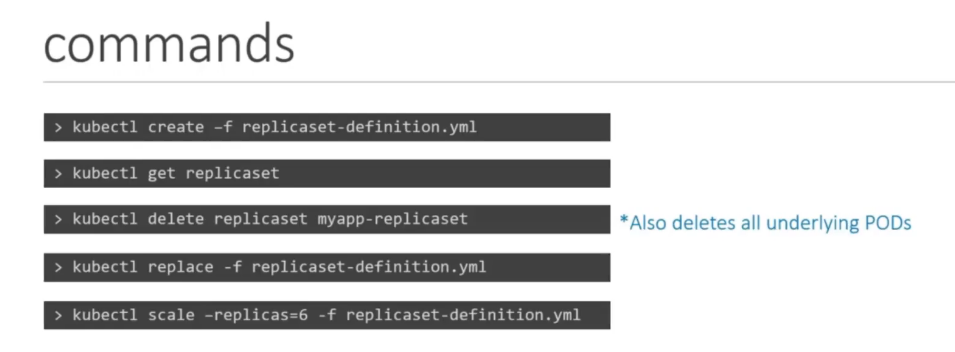 commands
> kubectl create –f replicaset-definition.yml
> kubectl get replicaset
> kubectl delete replicaset myapp-replicaset *Also deletes all underlying PODs
> kubectl replace -f replicaset-definition.yml
> kubectl scale –replicas=6 -f replicaset-definition.yml